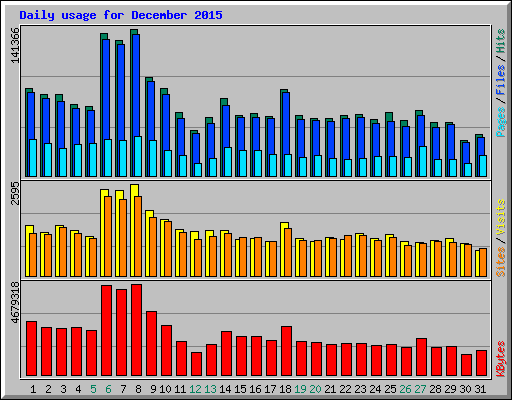 Daily usage for December 2015
141366
Pages / Files / Hits
2595
Sites / Visits
4679318
KBytes
1 2 3 4 5 6 7 8 9 10 11 12 13 14 15 16 17 18 19 20 21 22 23 24 25 26 27 28 29 30 31